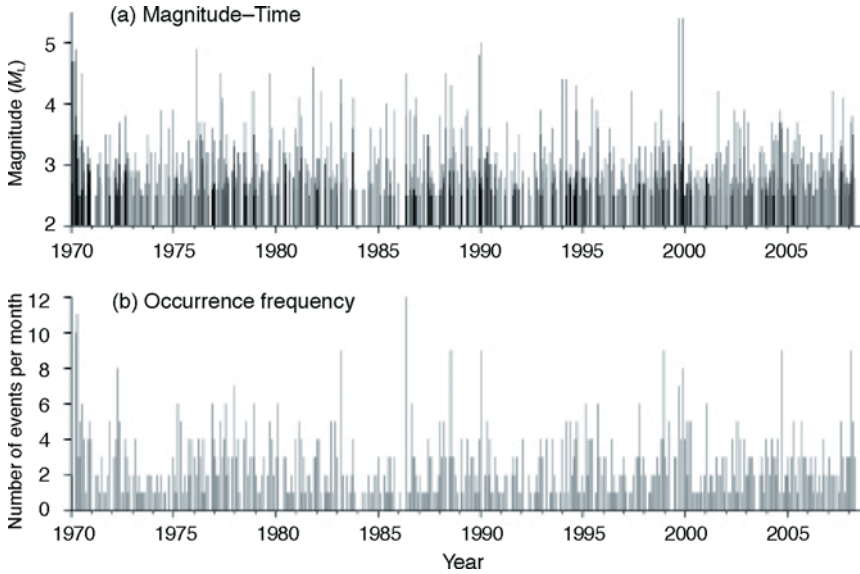 (a) Magnitude–Time
Magnitude (ML)
5
4
3
2
1970 1975 1980 1985 1990 1995 2000 2005
(b) Occurrence frequency
Number of events per month
12
10
8
6
4
2
0
1970 1975 1980 1985 1990 1995 2000 2005
Year